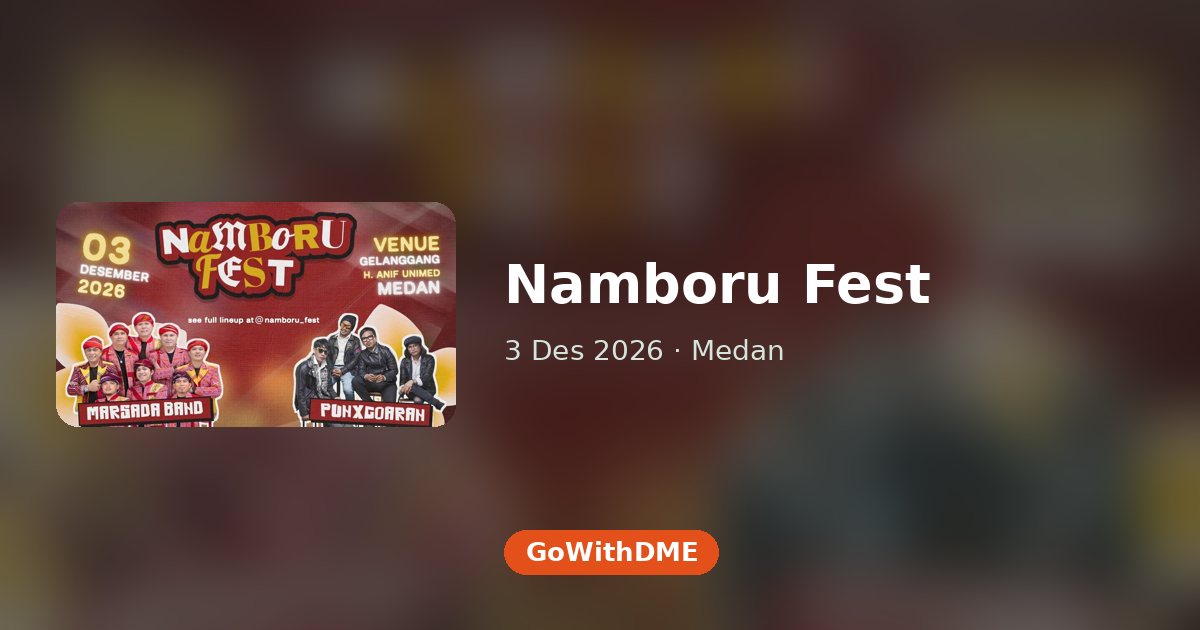 03
DESEMBER
2026
NAMBORU
FEST
VENUE
GELANGGANG
H. ANIF UNIMED
MEDAN
see full lineup at @namboru_fest
MARSADA BAND
PUNXGOARAN
Namboru Fest
3 Des 2026 · Medan
GoWithDME